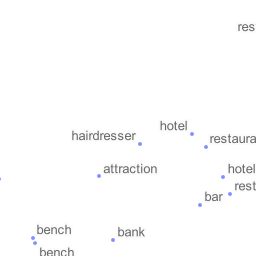 res
hotel
hairdresser
restaura
attraction
hotel
rest
bar
bench
bank
bench